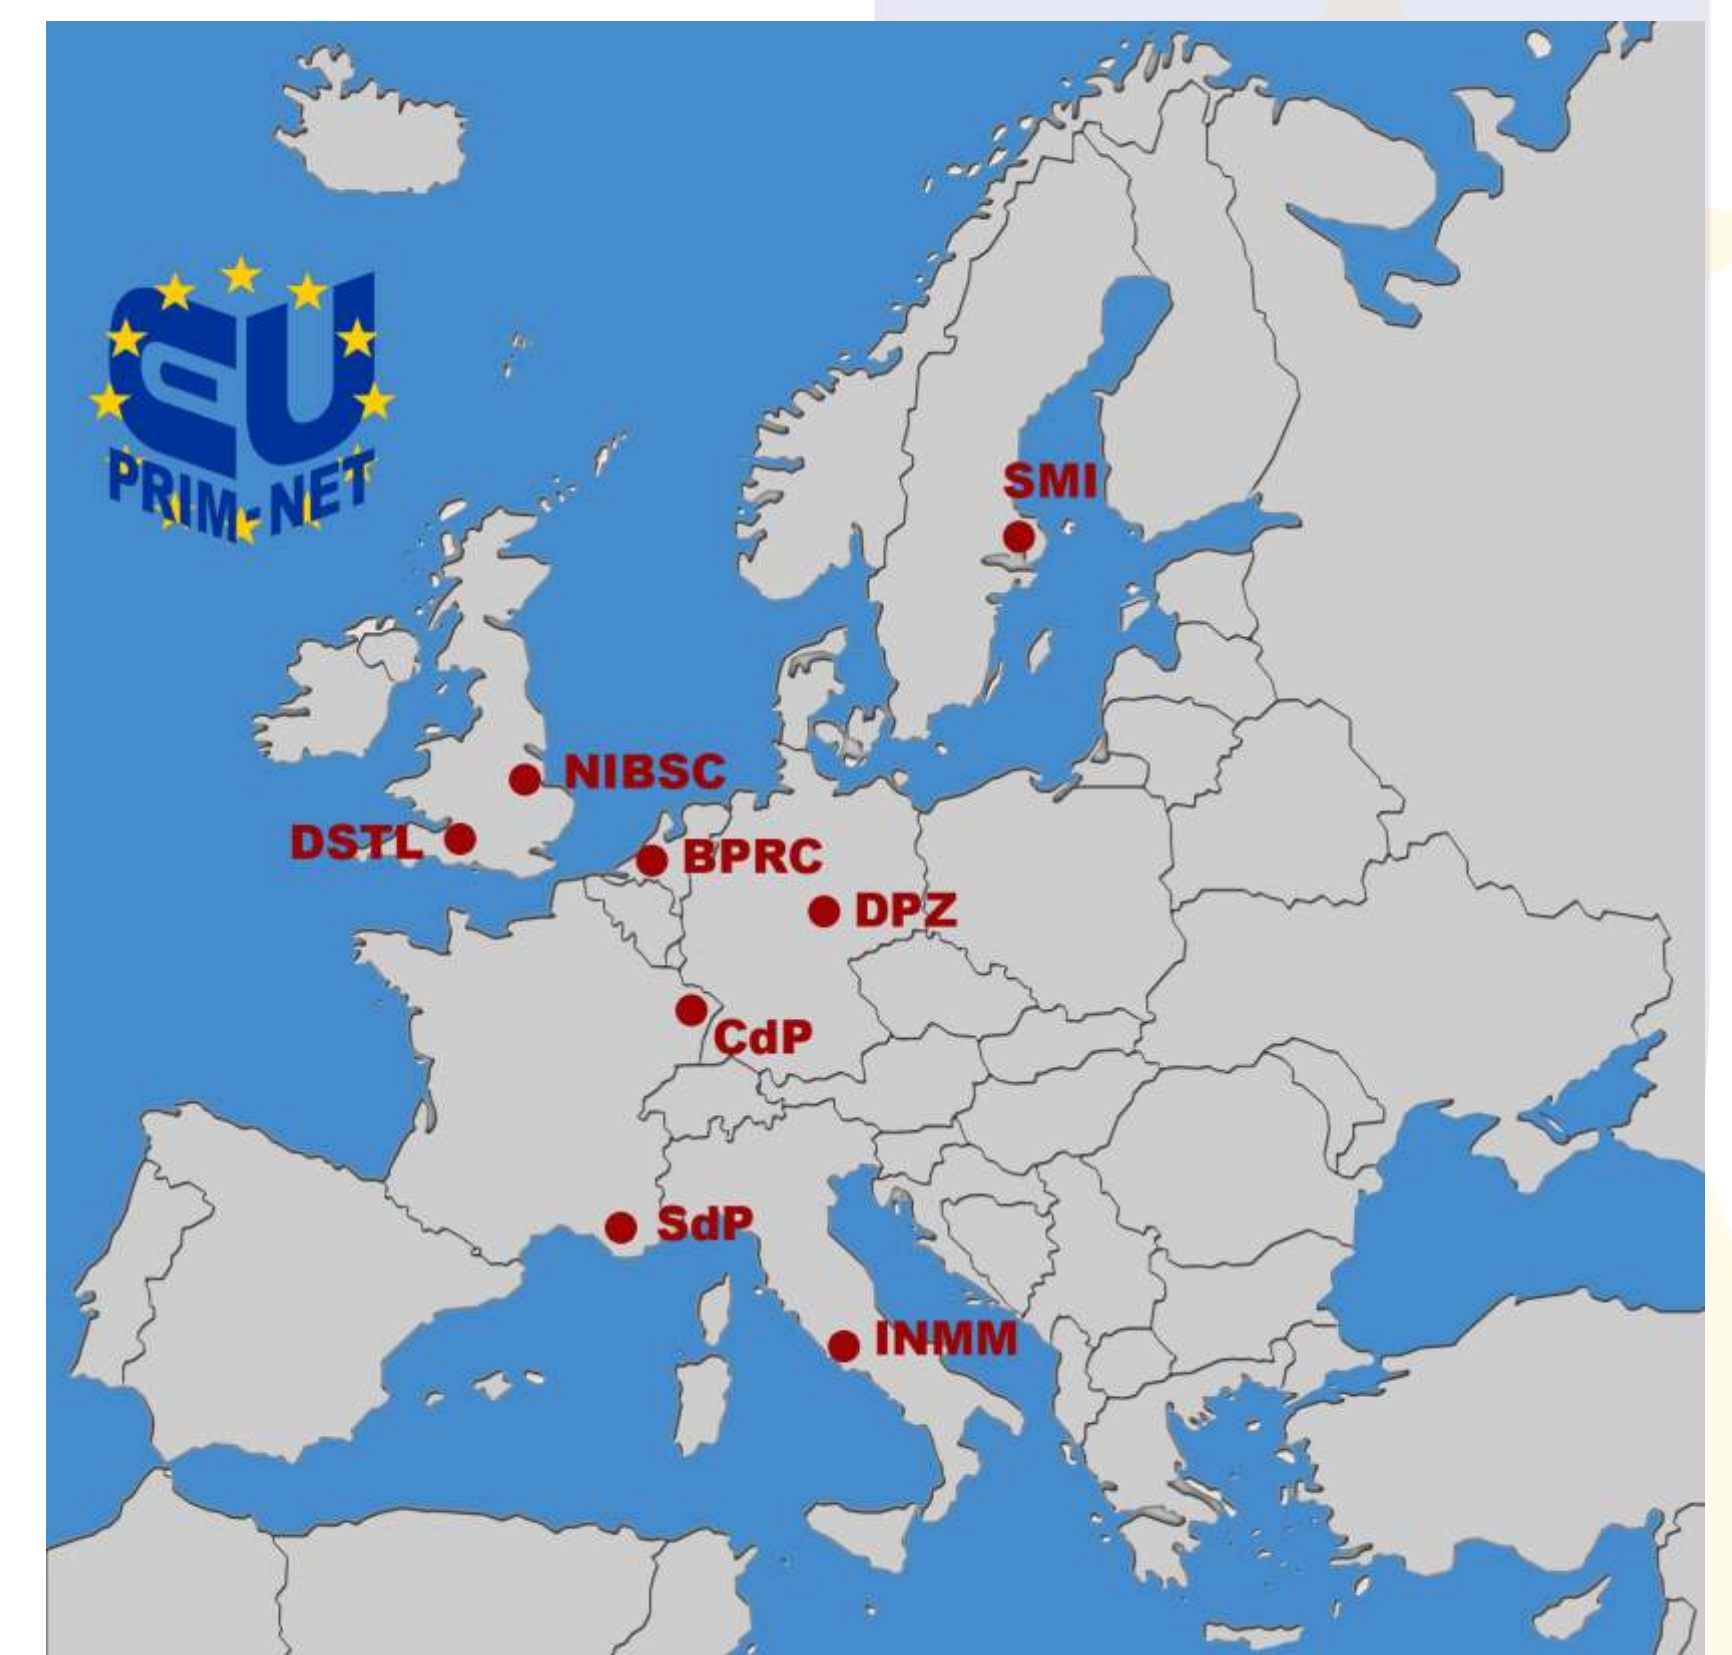 EU
PRIM-NET
SMI
NIBSC
DSTL
BPRC
DPZ
CdP
SdP
INMM